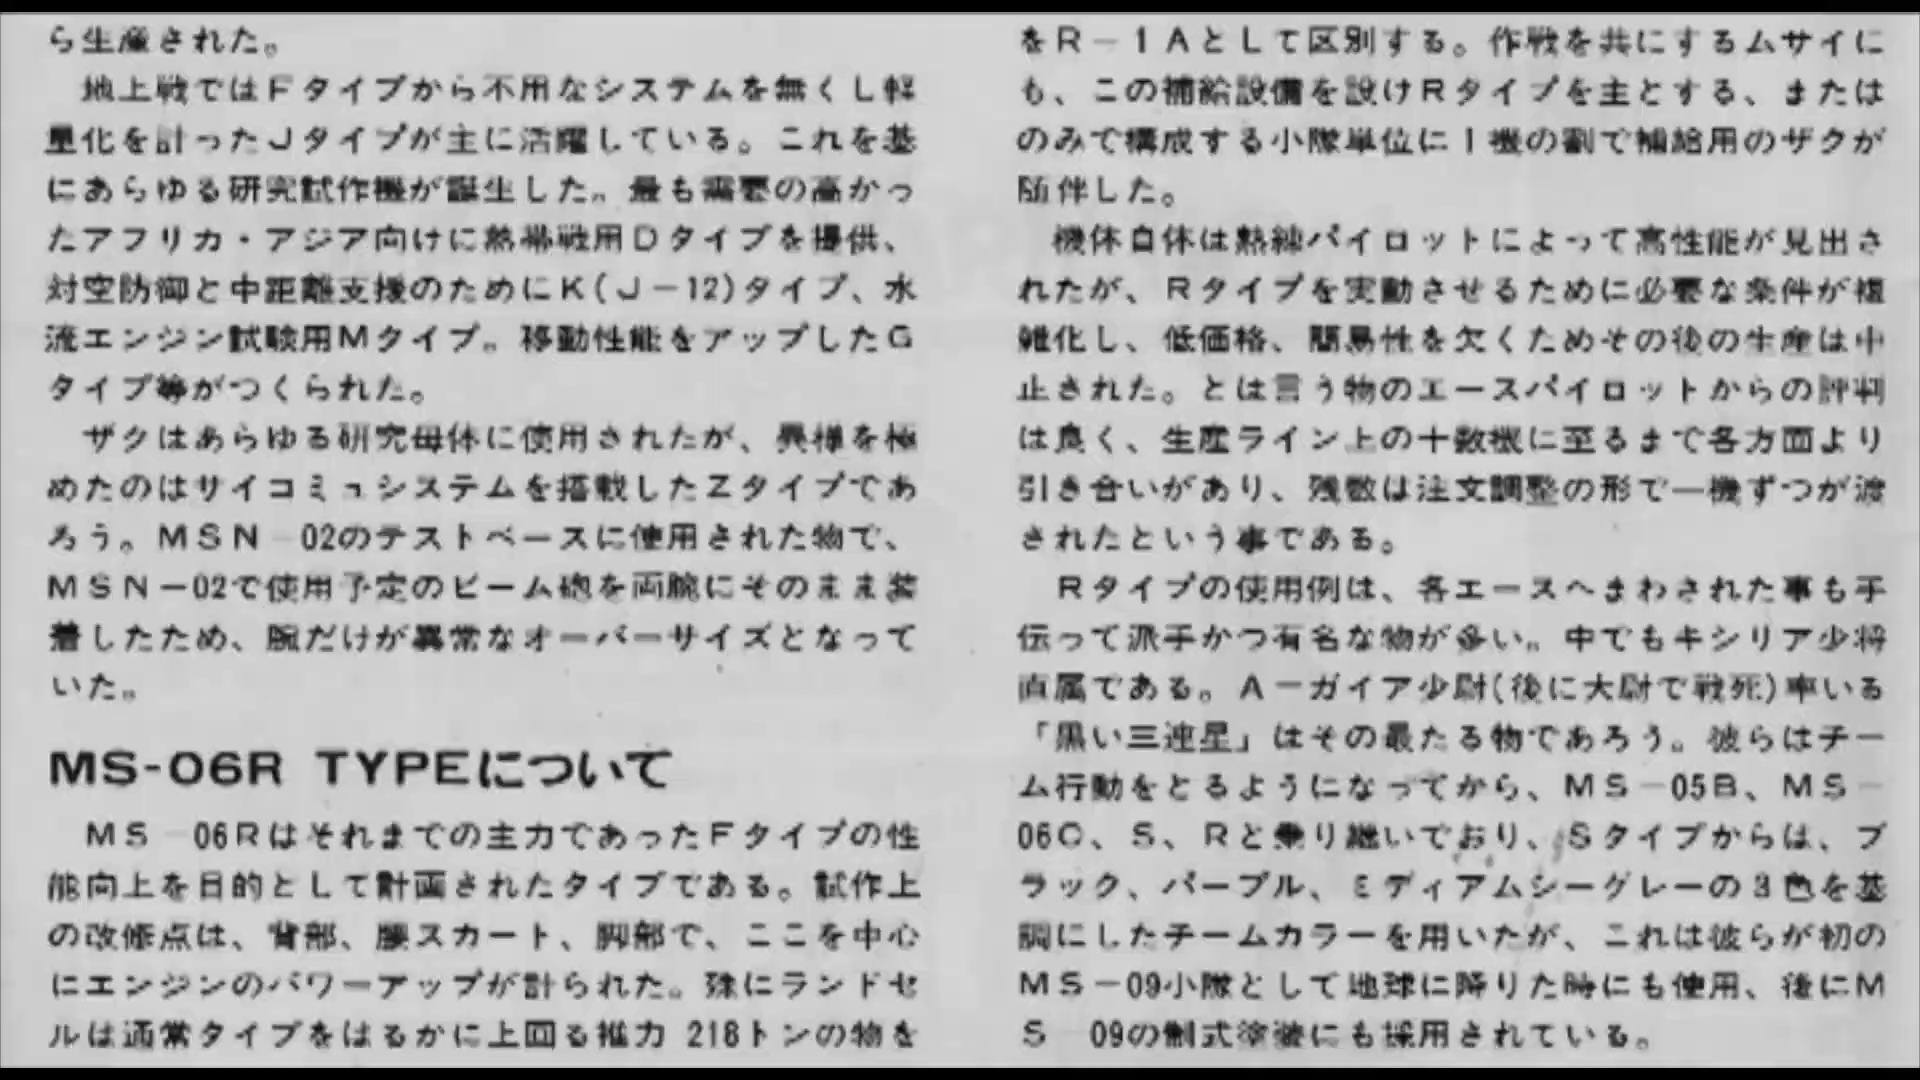 ら生産された。
地上戦ではFタイプから不用なシステムを無くし軽
量化を計ったJタイプが主に活躍している。これを基
にあらゆる研究試作機が誕生した。最も需要の高かっ
たアフリカ・アジア向けに熱帯戦用Dタイプを提供、
対空防御と中距離支援のためにK(J−12)タイプ、水
流エンジン試験用Mタイプ。移動性能をアップしたG
タイプ等がつくられた。
ザクはあらゆる研究母体に使用されたが、異様を極
めたのはサイコミュシステムを搭載したZタイプであ
ろう。MSN−02のテストベースに使用された物で、
MSN−02で使用予定のビーム砲を両腕にそのまま装
着したため、腕だけが異常なオーバーサイズとなって
いた。
MS-06R TYPEについて
MS−06Rはそれまでの主力であったFタイプの性
能向上を目的として計画されたタイプである。試作上
の改修点は、背部、腰スカート、脚部で、ここを中心
にエンジンのパワーアップが計られた。殊にランドセ
ルは通常タイプをはるかに上回る推力 218トンの物を
をR−1Aとして区別する。作戦を共にするムサイに
も、この補給設備を設けRタイプを主とする、または
のみで構成する小隊単位に1機の割で補給用のザクが
随伴した。
機体自体は熟練パイロットによって高性能が見出さ
れたが、Rタイプを実動させるために必要な条件が複
雑化し、低価格、簡易性を欠くためその後の生産は中
止された。とは言う物のエースパイロットからの評判
は良く、生産ライン上の十数機に至るまで各方面より
引き合いがあり、残数は注文調整の形で一機ずつが渡
されたという事である。
Rタイプの使用例は、各エースへまわされた事も手
伝って派手かつ有名な物が多い。中でもキシリア少将
直属である。A−ガイア少尉(後に大尉で戦死)率いる
「黒い三連星」はその最たる物であろう。彼らはチー
ム行動をとるようになってから、MS−05B、MS−
06C、S、Rと乗り継いでおり、Sタイプからは、ブ
ラック、パープル、ミディアムシーグレーの3色を基
調にしたチームカラーを用いたが、これは彼らが初の
MS−09小隊として地球に降りた時にも使用、後にM
S−09の制式塗装にも採用されている。